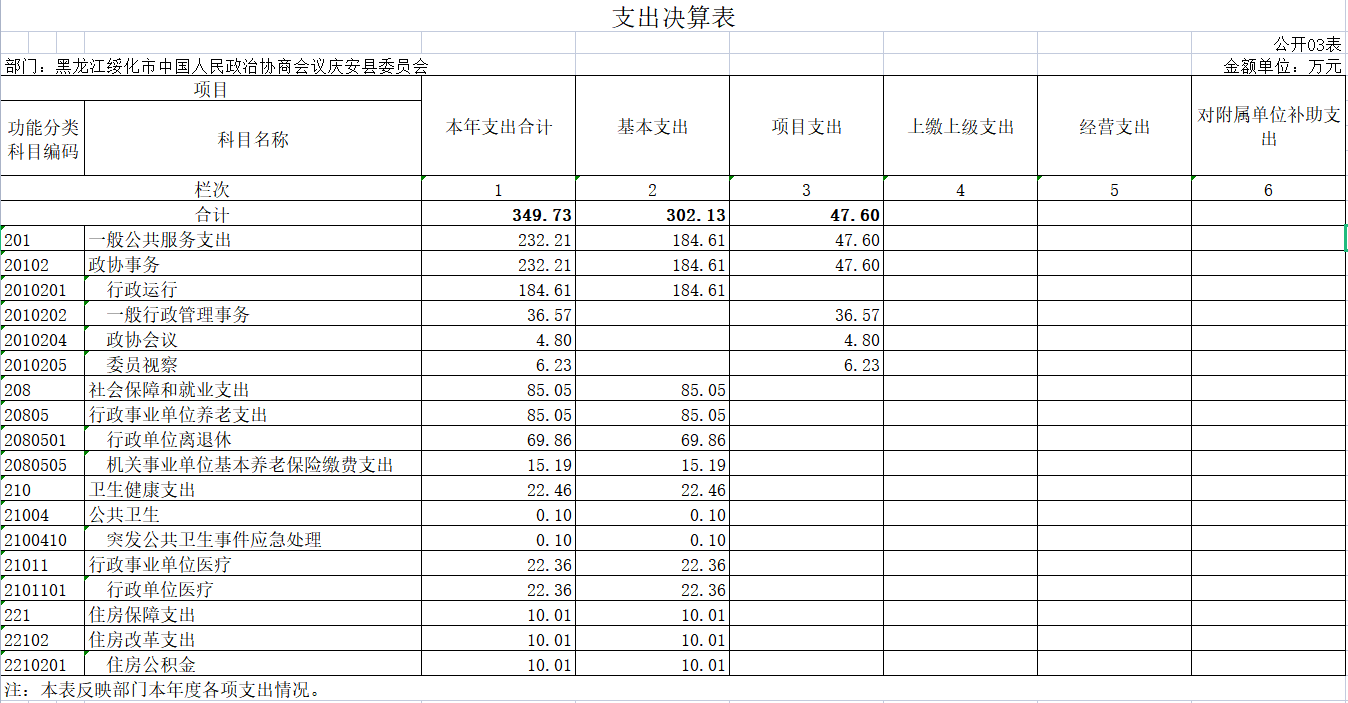 支出决算表
公开03表
部门：黑龙江绥化市中国人民政治协商会议庆安县委员会 金额单位：万元
项目
本年支出合计 基本支出 项目支出 上缴上级支出 经营支出 对附属单位补助支出
功能分类科目编码 科目名称
栏次 1 2 3 4 5 6
合计 349.73 302.13 47.60
201 一般公共服务支出 232.21 184.61 47.60
20102 政协事务 232.21 184.61 47.60
2010201 行政运行 184.61 184.61
2010202 一般行政管理事务 36.57 36.57
2010204 政协会议 4.80 4.80
2010205 委员视察 6.23 6.23
208 社会保障和就业支出 85.05 85.05
20805 行政事业单位养老支出 85.05 85.05
2080501 行政单位离退休 69.86 69.86
2080505 机关事业单位基本养老保险缴费支出 15.19 15.19
210 卫生健康支出 22.46 22.46
21004 公共卫生 0.10 0.10
2100410 突发公共卫生事件应急处理 0.10 0.10
21011 行政事业单位医疗 22.36 22.36
2101101 行政单位医疗 22.36 22.36
221 住房保障支出 10.01 10.01
22102 住房改革支出 10.01 10.01
2210201 住房公积金 10.01 10.01
注：本表反映部门本年度各项支出情况。